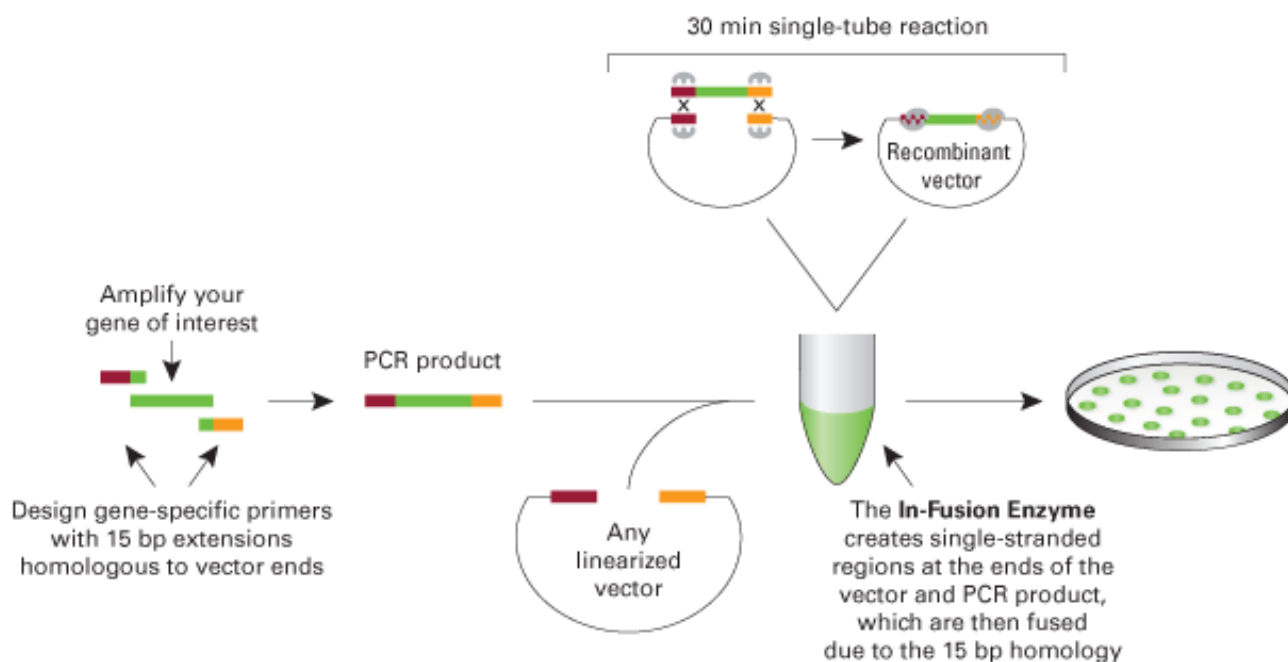 30 min single-tube reaction
Recombinant
vector
Amplify your
gene of interest
PCR product
Design gene-specific primers
with 15 bp extensions
homologous to vector ends
Any
linearized
vector
The In-Fusion Enzyme
creates single-stranded
regions at the ends of the
vector and PCR product,
which are then fused
due to the 15 bp homology